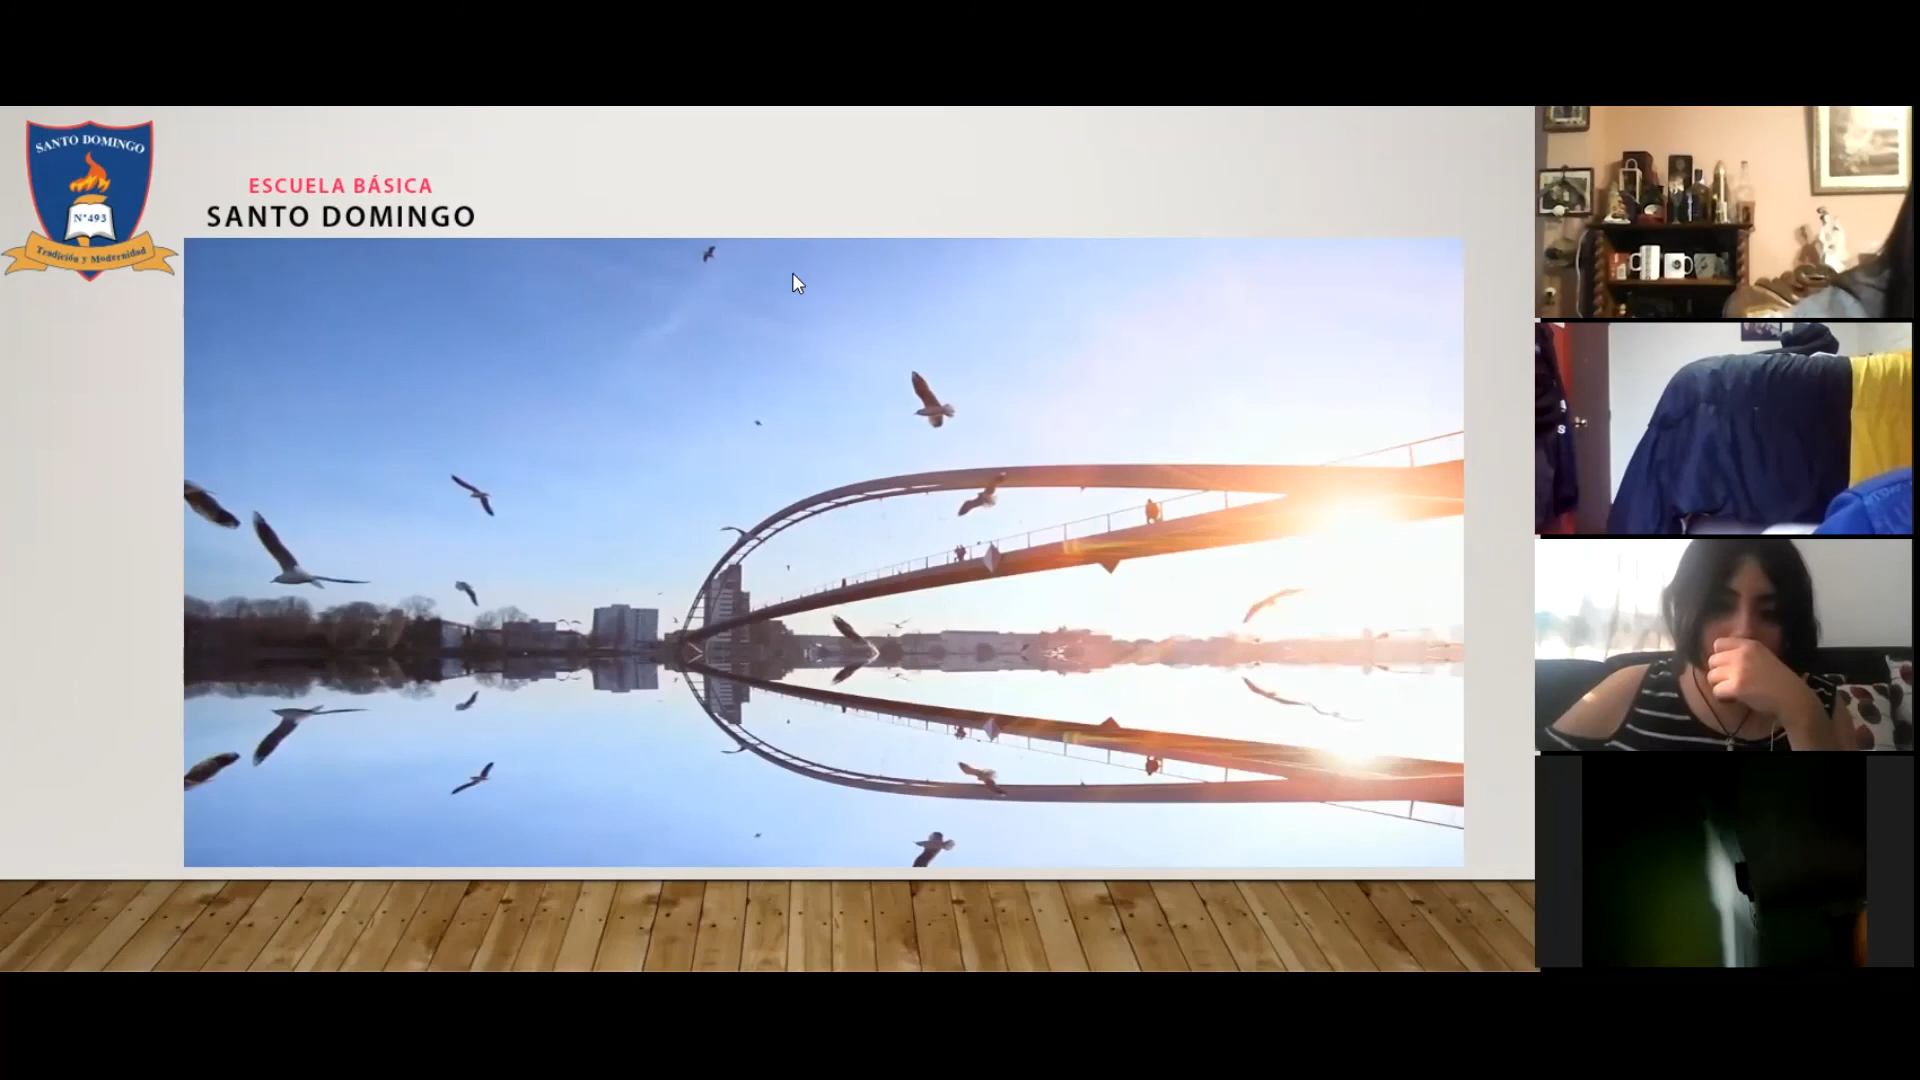 SANTO DOMINGO
N°493
Tradición y Modernidad
ESCUELA BÁSICA
SANTO DOMINGO